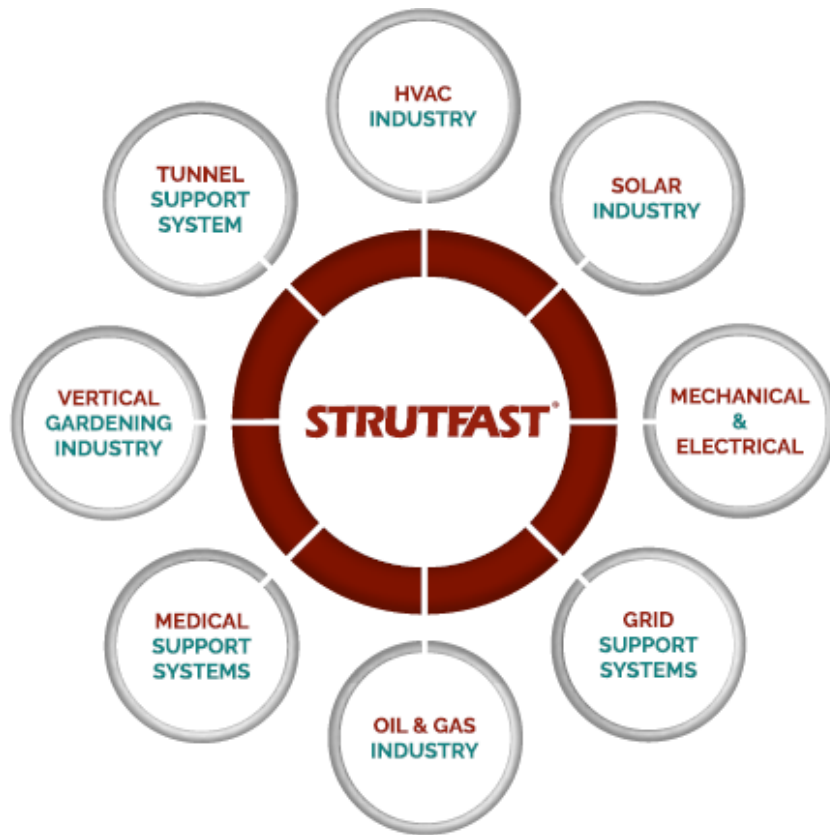 HVAC
INDUSTRY
TUNNEL
SUPPORT
SYSTEM
SOLAR
INDUSTRY
VERTICAL
GARDENING
INDUSTRY
STRUTFAST®
MECHANICAL
&
ELECTRICAL
MEDICAL
SUPPORT
SYSTEMS
GRID
SUPPORT
SYSTEMS
OIL & GAS
INDUSTRY